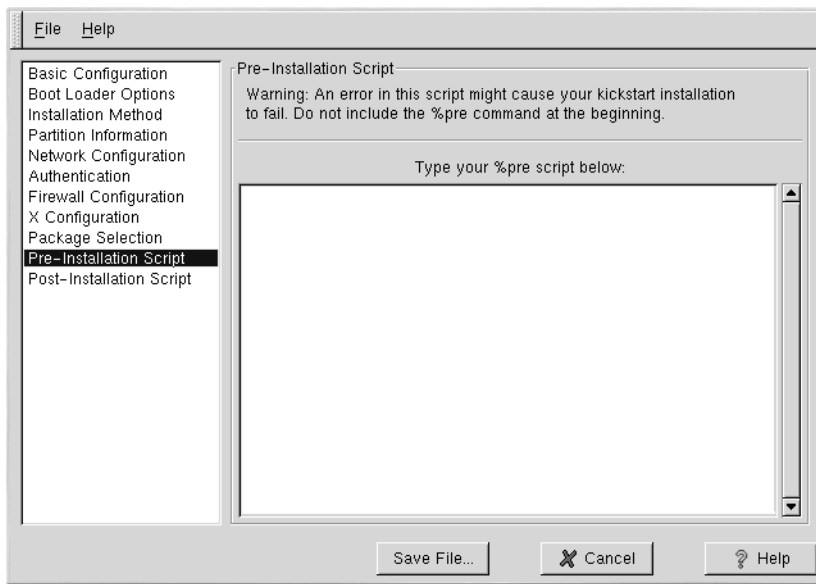 File Help
Basic Configuration
Boot Loader Options
Installation Method
Partition Information
Network Configuration
Authentication
Firewall Configuration
X Configuration
Package Selection
Pre-Installation Script
Post-Installation Script
Pre-Installation Script
Warning: An error in this script might cause your kickstart installation
to fail. Do not include the %pre command at the beginning.
Type your %pre script below:
Save File...
Cancel
Help